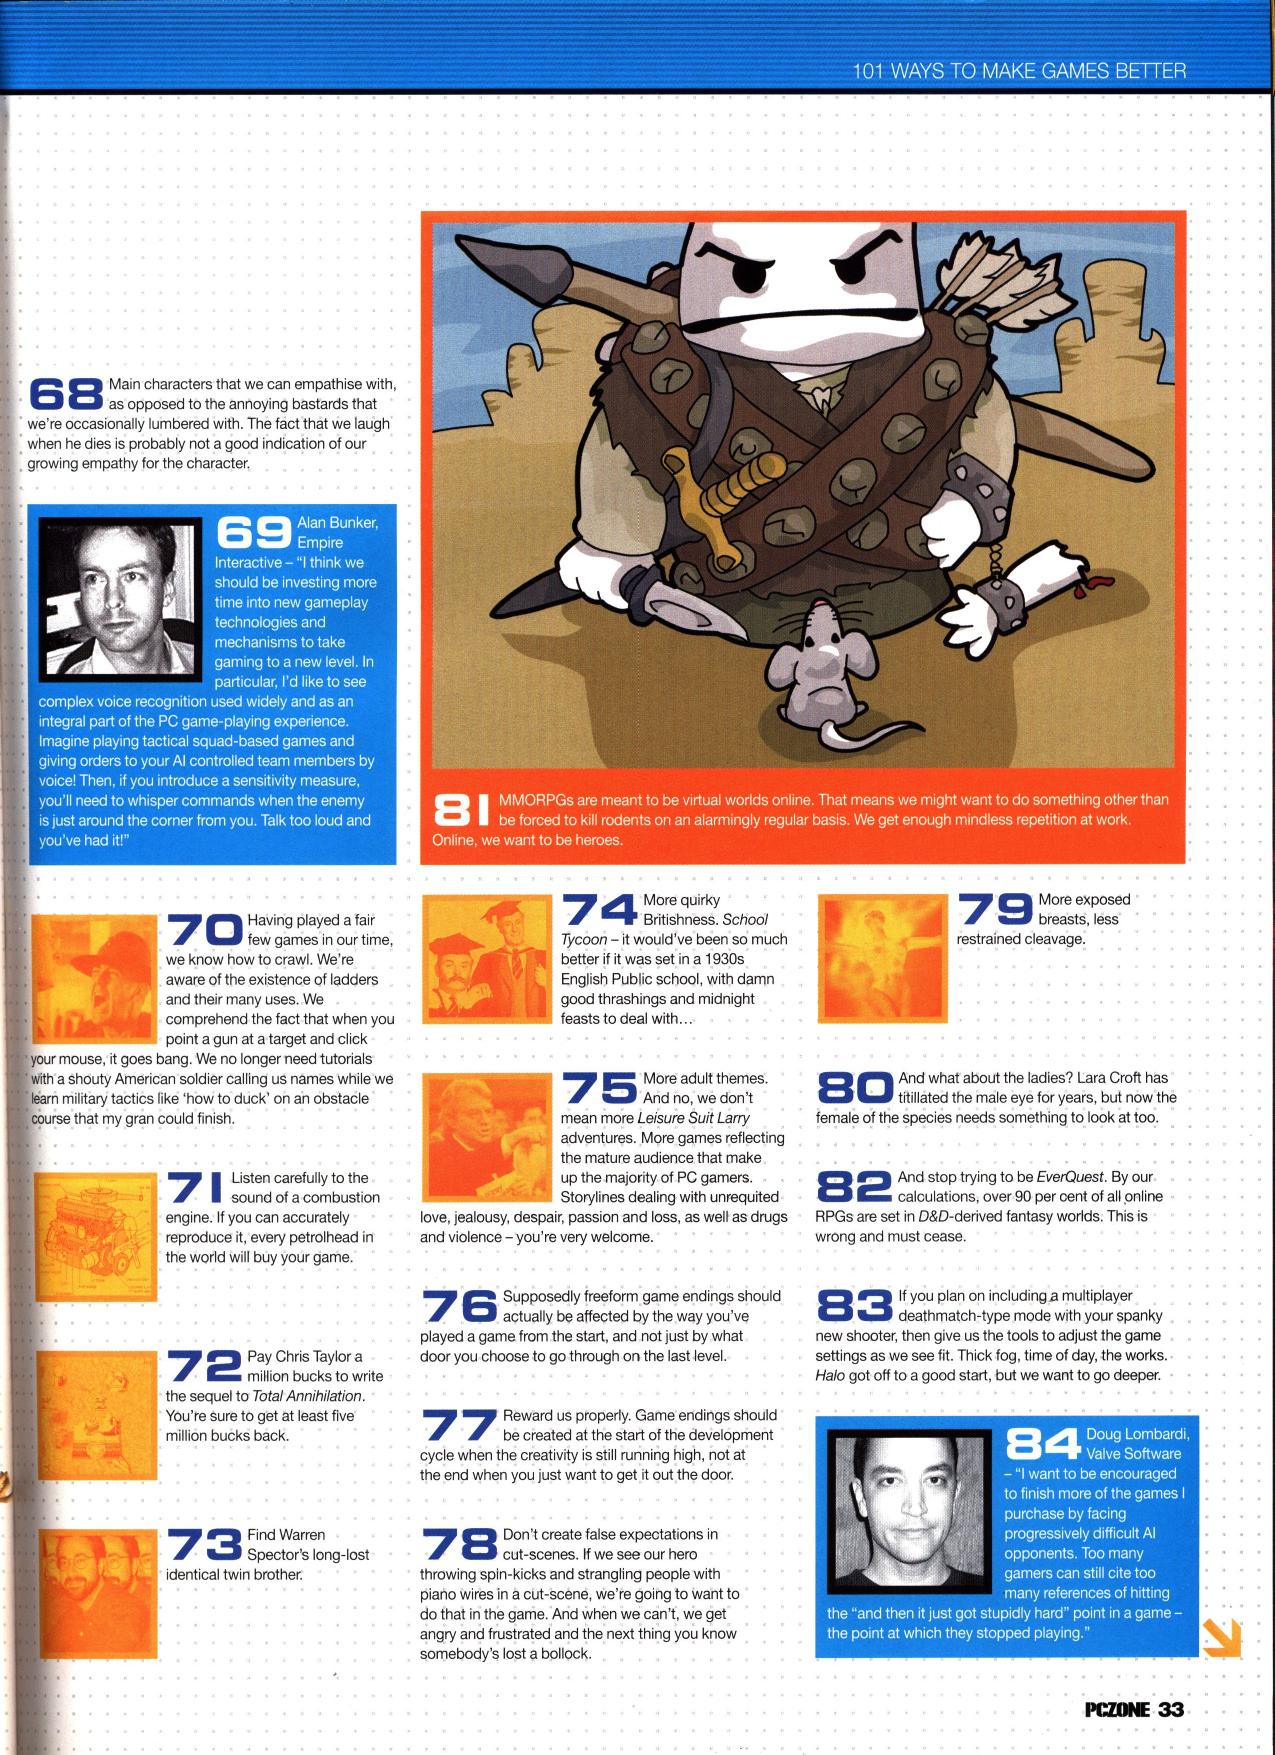 101 WAYS TO MAKE GAMES BETTER
68 Main characters that we can empathise with,
as opposed to the annoying bastards that
we're occasionally lumbered with. The fact that we laugh
when he dies is probably not a good indication of our
growing empathy for the character.
69 Alan Bunker,
Empire
Interactive – “I think we
should be investing more
time into new gameplay
technologies and
mechanisms to take
gaming to a new level. In
particular, I'd like to see
complex voice recognition used widely and as an
integral part of the PC game-playing experience.
Imagine playing tactical squad-based games and
giving orders to your AI controlled team members by
voice! Then, if you introduce a sensitivity measure,
you'll need to whisper commands when the enemy
is just around the corner from you. Talk too loud and
you've had it!”
70 Having played a fair
few games in our time,
we know how to crawl. We're
aware of the existence of ladders
and their many uses. We
comprehend the fact that when you
point a gun at a target and click
your mouse, it goes bang. We no longer need tutorials
with a shouty American soldier calling us names while we
learn military tactics like ‘how to duck’ on an obstacle
course that my gran could finish.
71 Listen carefully to the
sound of a combustion
engine. If you can accurately
reproduce it, every petrolhead in
the world will buy your game.
72 Pay Chris Taylor a
million bucks to write
the sequel to Total Annihilation.
You're sure to get at least five
million bucks back.
73 Find Warren
Spector's long-lost
identical twin brother.
81 MMORPGs are meant to be virtual worlds online. That means we might want to do something other than
be forced to kill rodents on an alarmingly regular basis. We get enough mindless repetition at work.
Online, we want to be heroes.
74 More quirky
Britishness. School
Tycoon – it would've been so much
better if it was set in a 1930s
English Public school, with damn
good thrashings and midnight
feasts to deal with…
75 More adult themes.
And no, we don't
mean more Leisure Suit Larry
adventures. More games reflecting
the mature audience that make
up the majority of PC gamers.
Storylines dealing with unrequited
love, jealousy, despair, passion and loss, as well as drugs
and violence – you're very welcome.
76 Supposedly freeform game endings should
actually be affected by the way you've
played a game from the start, and not just by what
door you choose to go through on the last level.
77 Reward us properly. Game endings should
be created at the start of the development
cycle when the creativity is still running high, not at
the end when you just want to get it out the door.
78 Don't create false expectations in
cut-scenes. If we see our hero
throwing spin-kicks and strangling people with
piano wires in a cut-scene, we're going to want to
do that in the game. And when we can't, we get
angry and frustrated and the next thing you know
somebody's lost a bollock.
79 More exposed
breasts, less
restrained cleavage.
80 And what about the ladies? Lara Croft has
titillated the male eye for years, but now the
female of the species needs something to look at too.
82 And stop trying to be EverQuest. By our
calculations, over 90 per cent of all online
RPGs are set in D&D-derived fantasy worlds. This is
wrong and must cease.
83 If you plan on including a multiplayer
deathmatch-type mode with your spanky
new shooter, then give us the tools to adjust the game
settings as we see fit. Thick fog, time of day, the works.
Halo got off to a good start, but we want to go deeper.
84 Doug Lombardi,
Valve Software
– “I want to be encouraged
to finish more of the games I
purchase by facing
progressively difficult AI
opponents. Too many
gamers can still cite too
many references of hitting
the “and then it just got stupidly hard” point in a game –
the point at which they stopped playing.”
PCZONE 33